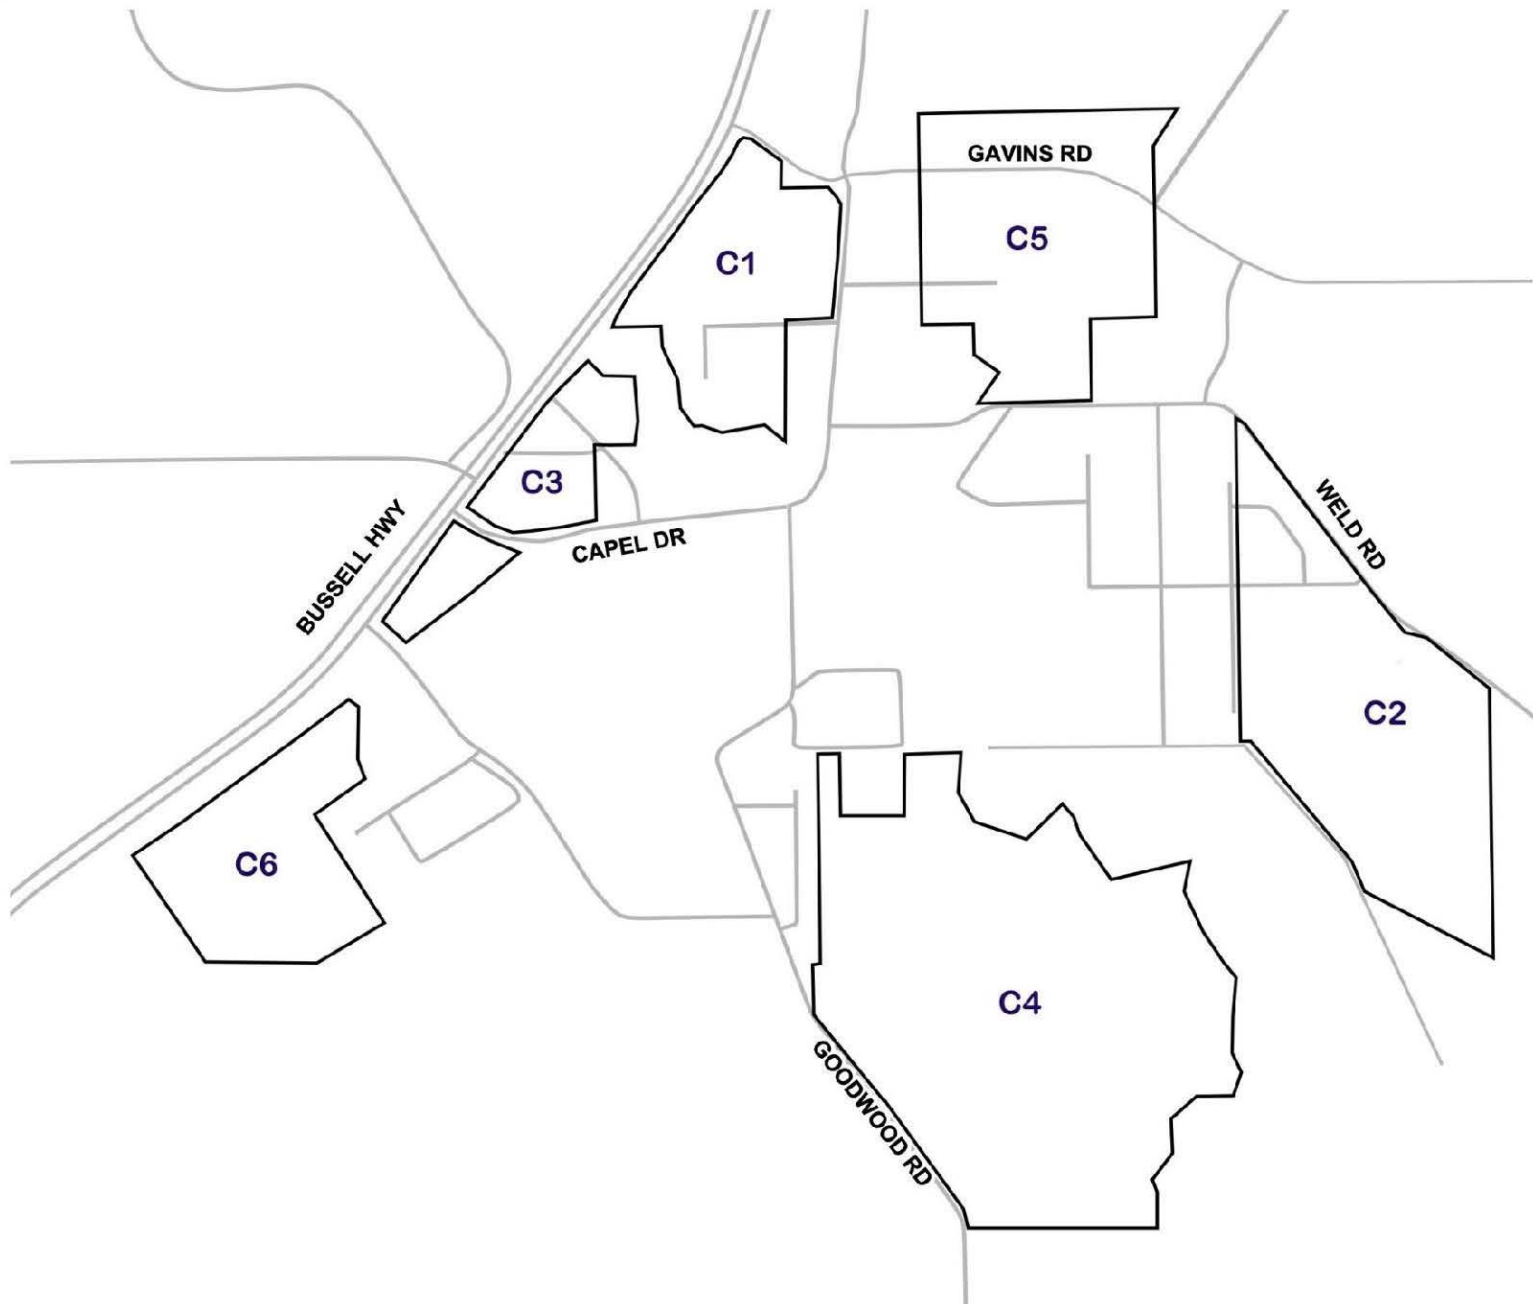 GAVINS RD
C5
C1
C3
BUSSELL HWY
CAPEL DR
WELD RD
C2
C6
C4
GOODWOOD RD